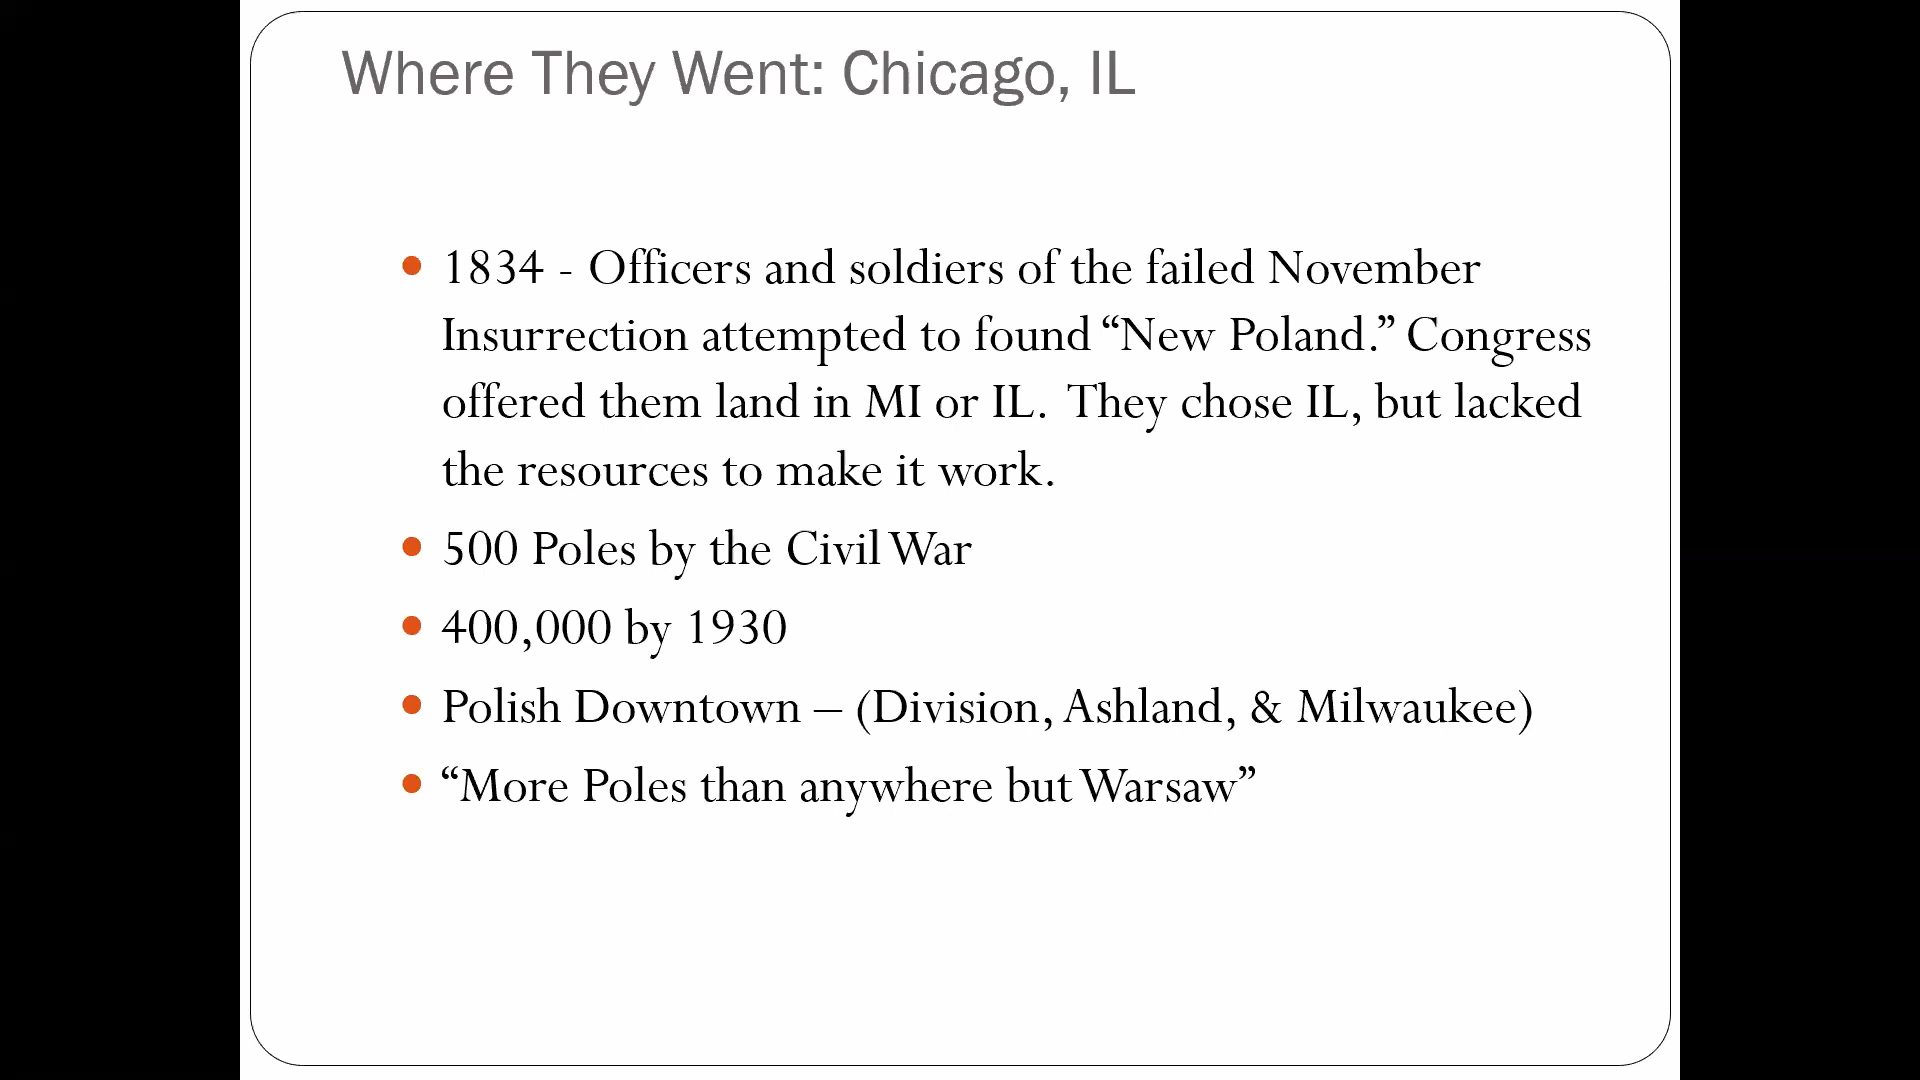 Where They Went: Chicago, IL
• 1834 - Officers and soldiers of the failed November
Insurrection attempted to found “New Poland.” Congress
offered them land in MI or IL.  They chose IL, but lacked
the resources to make it work.
• 500 Poles by the Civil War
• 400,000 by 1930
• Polish Downtown – (Division, Ashland, & Milwaukee)
• “More Poles than anywhere but Warsaw”